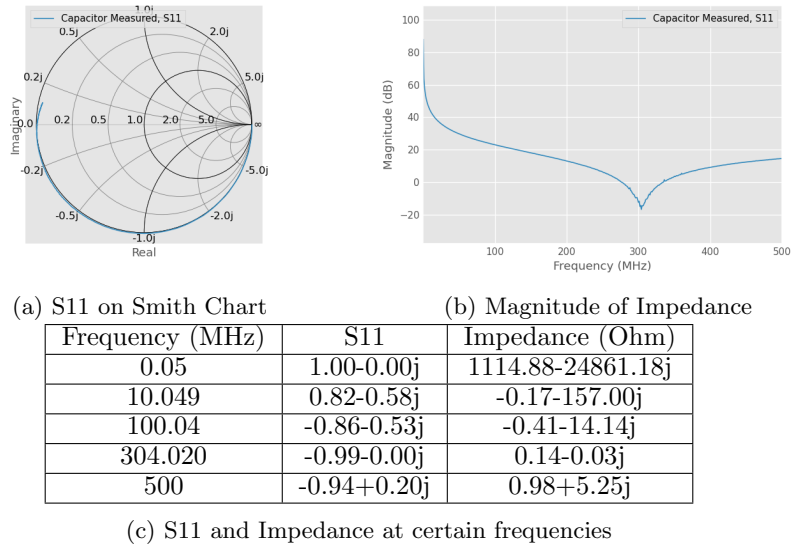 Capacitor Measured, S11
1.0j
0.5j
2.0j
0.2j
5.0j
0.0
0.2
0.5
1.0
2.0
5.0
∞
-0.2j
-5.0j
-0.5j
-2.0j
-1.0j
Imaginary
Real
Capacitor Measured, S11
100
80
60
40
20
0
−20
Magnitude (dB)
100 200 300 400 500
Frequency (MHz)
(a) S11 on Smith Chart
(b) Magnitude of Impedance
Frequency (MHz) S11 Impedance (Ohm)
0.05 1.00-0.00j 1114.88-24861.18j
10.049 0.82-0.58j -0.17-157.00j
100.04 -0.86-0.53j -0.41-14.14j
304.020 -0.99-0.00j 0.14-0.03j
500 -0.94+0.20j 0.98+5.25j
(c) S11 and Impedance at certain frequencies